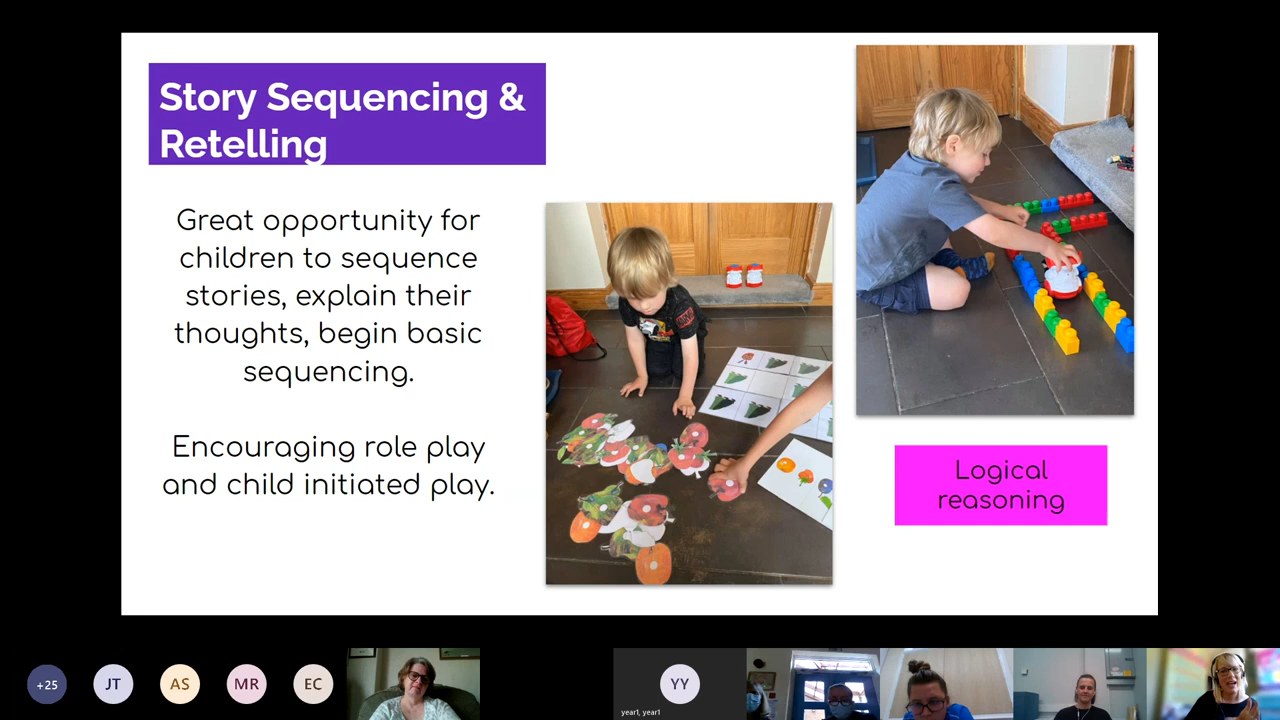 Story Sequencing &
Retelling
Great opportunity for
children to sequence
stories, explain their
thoughts, begin basic
sequencing.
Encouraging role play
and child initiated play.
Logical
reasoning
+25
JT
AS
MR
EC
YY
year1, year1